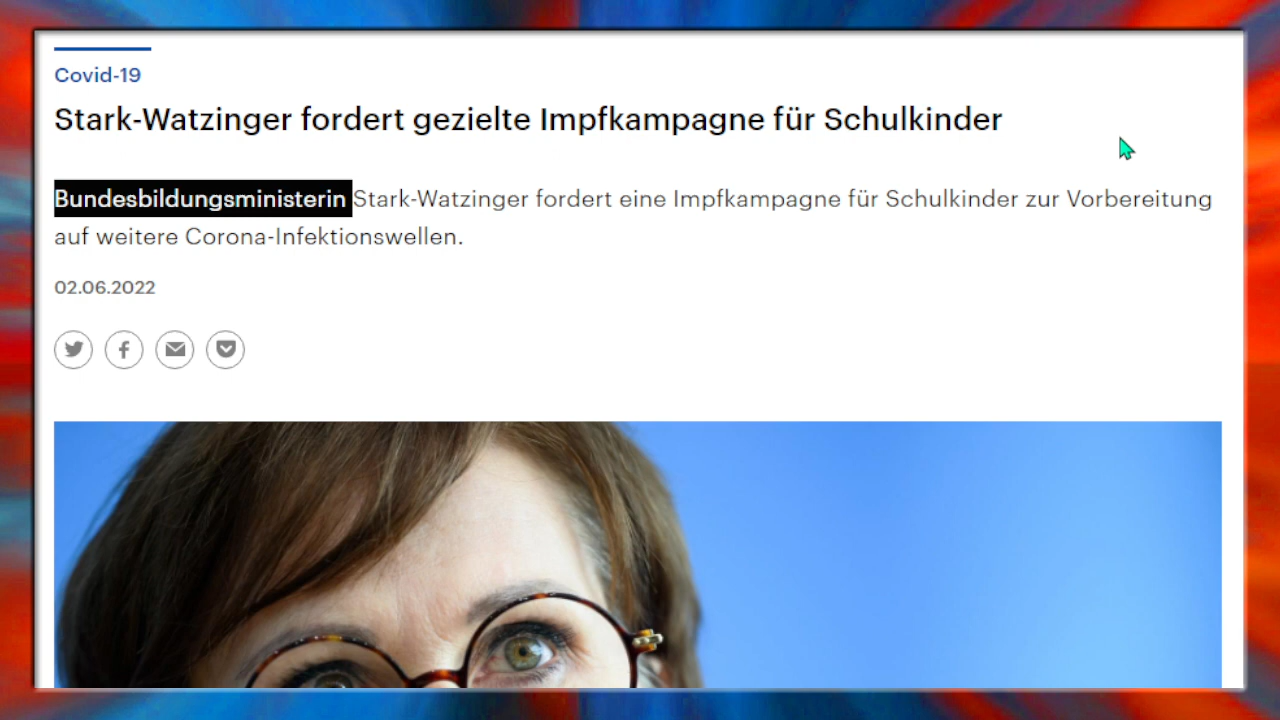 Covid-19
Stark-Watzinger fordert gezielte Impfkampagne für Schulkinder
Bundesbildungsministerin Stark-Watzinger fordert eine Impfkampagne für Schulkinder zur Vorbereitung
auf weitere Corona-Infektionswellen.
02.06.2022